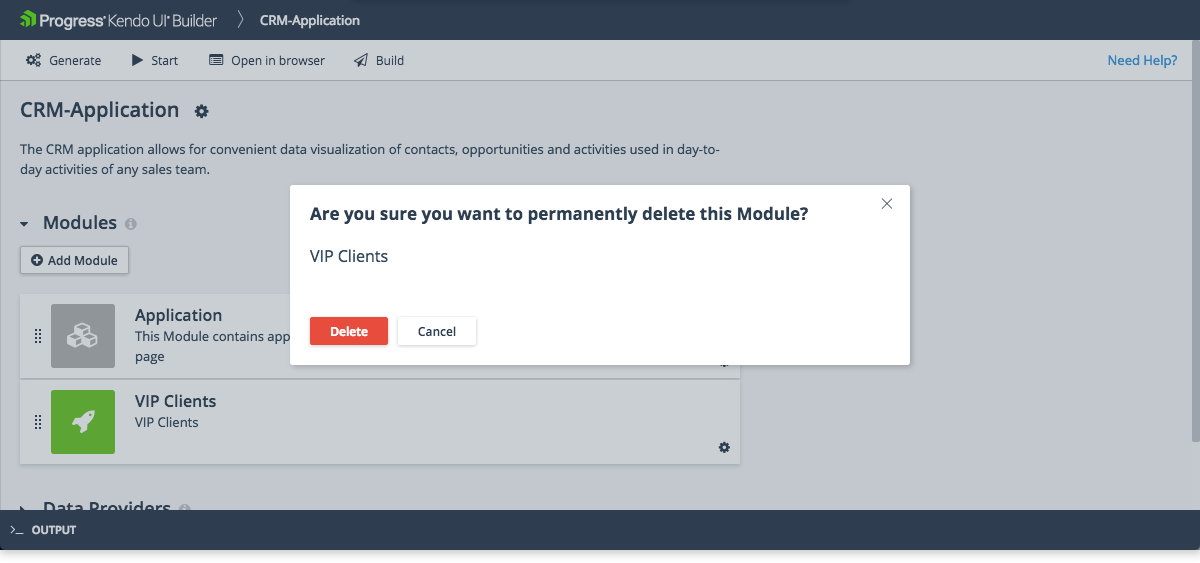 Progress Kendo UI Builder CRM-Application
Generate Start Open in browser Build Need Help?
CRM-Application
The CRM application allows for convenient data visualization of contacts, opportunities and activities used in day-to-
day activities of any sales team.
Modules
Add Module
Application
This Module contains app
page
VIP Clients
VIP Clients
Are you sure you want to permanently delete this Module?
VIP Clients
Delete Cancel
Data Providers
>_ OUTPUT